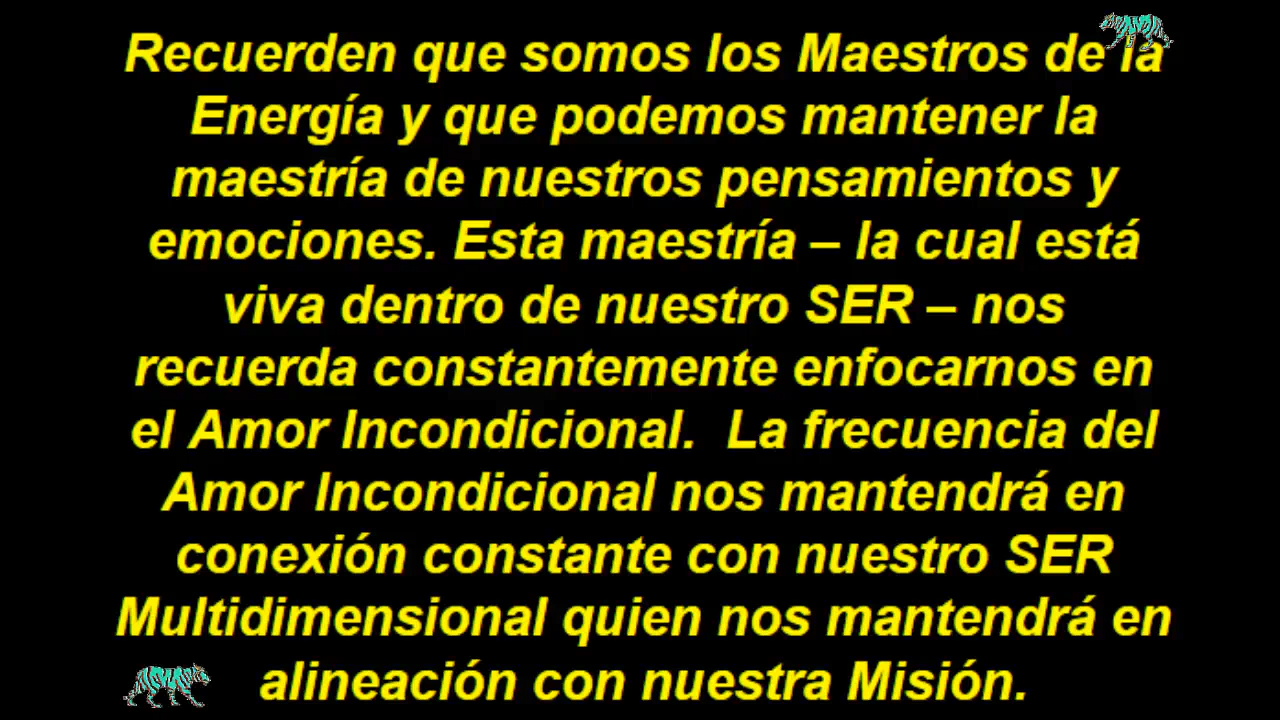 Recuerden que somos los Maestros de la
Energía y que podemos mantener la
maestría de nuestros pensamientos y
emociones. Esta maestría – la cual está
viva dentro de nuestro SER – nos
recuerda constantemente enfocarnos en
el Amor Incondicional.  La frecuencia del
Amor Incondicional nos mantendrá en
conexión constante con nuestro SER
Multidimensional quien nos mantendrá en
alineación con nuestra Misión.